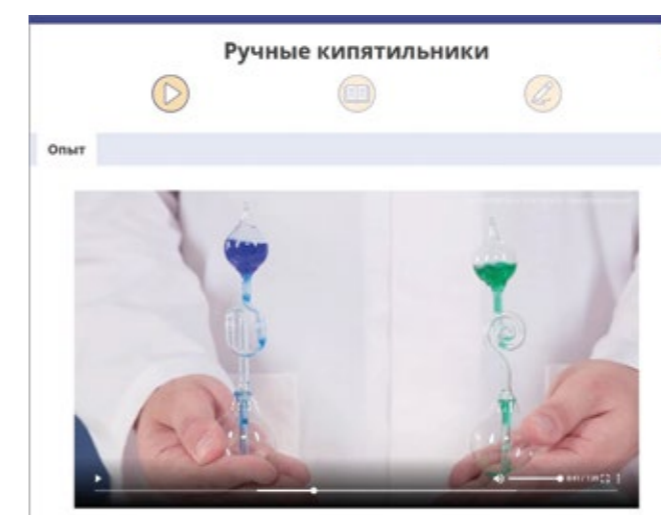 Ручные кипятильники
Опыт